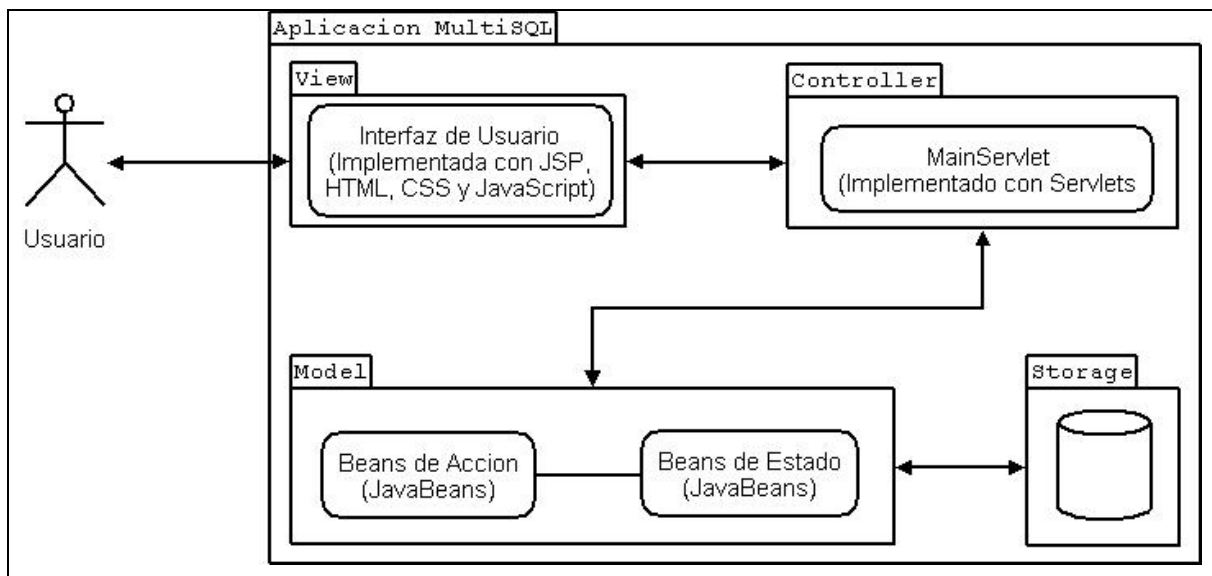 Aplicacion MultiSQL
View
Interfaz de Usuario
(Implementada con JSP,
HTML, CSS y JavaScript)
Controller
MainServlet
(Implementado con Servlets
Usuario
Model
Beans de Accion
(JavaBeans)
Beans de Estado
(JavaBeans)
Storage